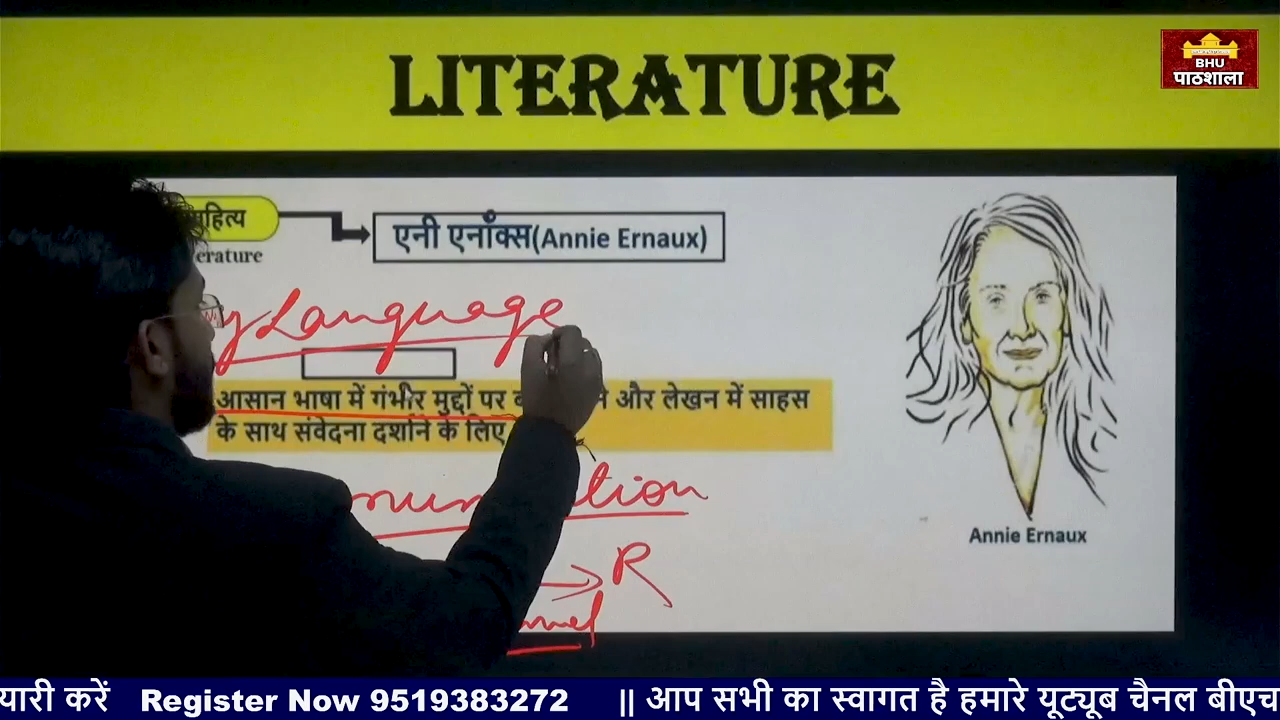 LITERATURE
BHU
पाठशाला
एनी एर्नॉक्स(Annie Ernaux)
erature
y Language
आसान भाषा में गंभीर मुद्दों पर और लेखन में साहस
के साथ संवेदना दर्शाने के लिए
R
Annie Ernaux
यारी करें Register Now 9519383272 || आप सभी का स्वागत है हमारे यूट्यूब चैनल बीएच